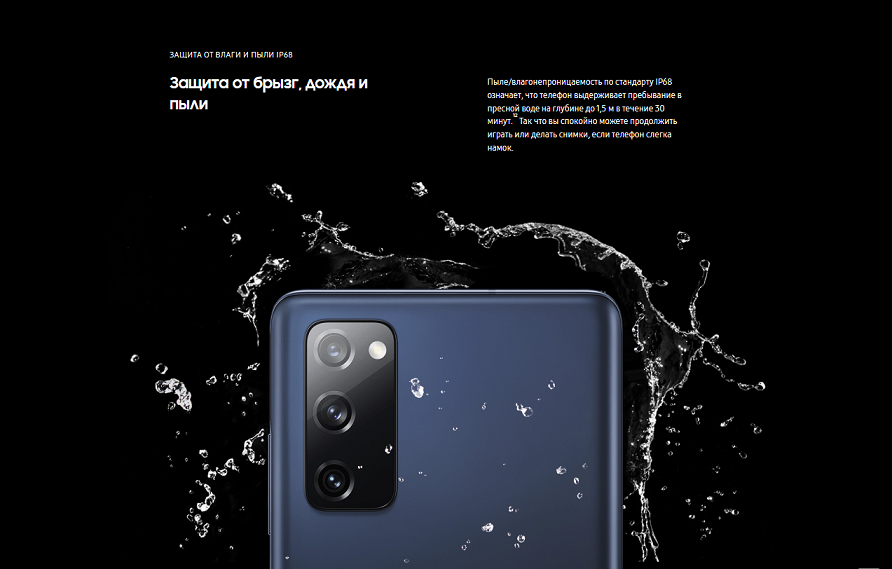 ЗАЩИТА ОТ ВЛАГИ И ПЫЛИ IP68
Защита от брызг, дождя и
пыли
Пыле/влагонепроницаемость по стандарту IP68
означает, что телефон выдерживает пребывание в
пресной воде на глубине до 1,5 м в течение 30
минут.12 Так что вы спокойно можете продолжить
играть или делать снимки, если телефон слегка
намок.